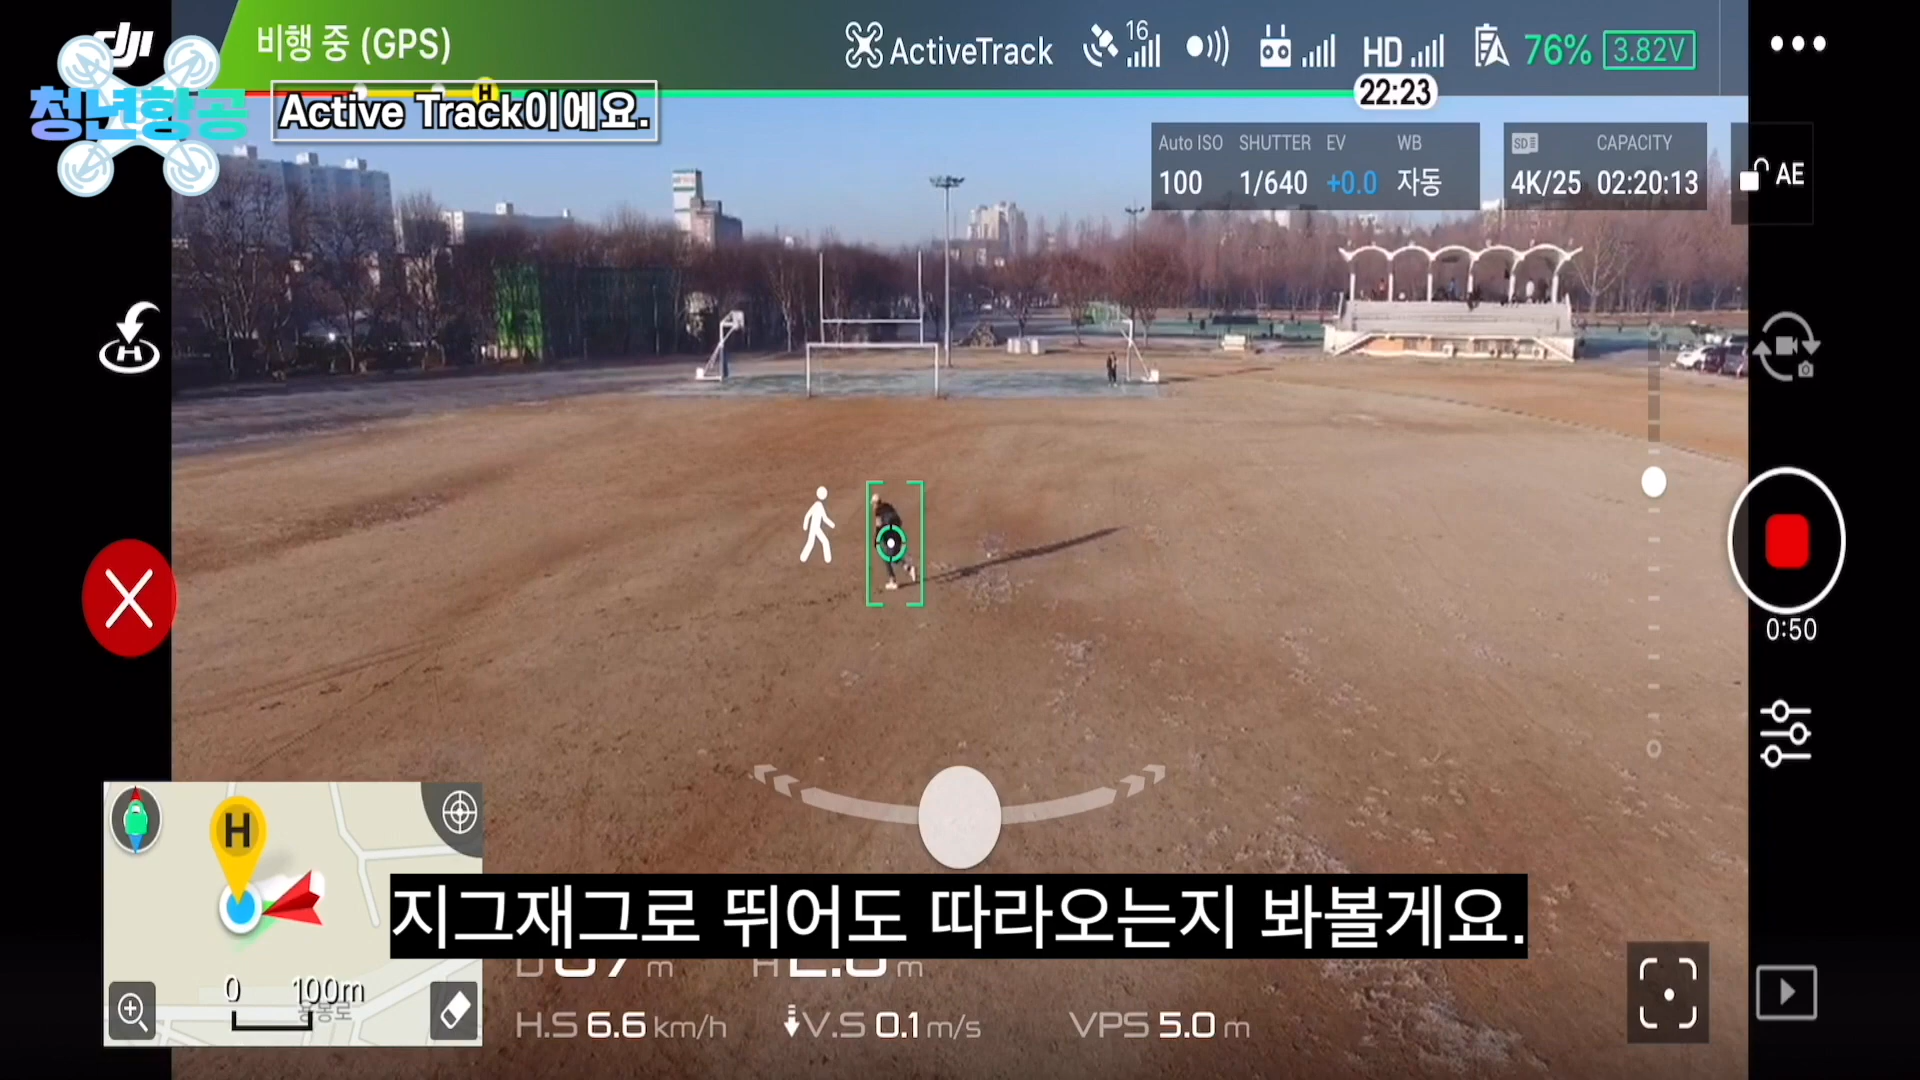 dji
청년항공
비행 중 (GPS)
ActiveTrack
16
HD
76%
3.82V
H
22:23
Active Track이에요.
Auto ISO SHUTTER EV WB
100 1/640 +0.0 자동
SD CAPACITY
4K/25 02:20:13
AE
H
0:50
H
지그재그로 뛰어도 따라오는지 봐볼게요.
0 100m
H.S 6.6 km/h V.S 0.1 m/s VPS 5.0 m